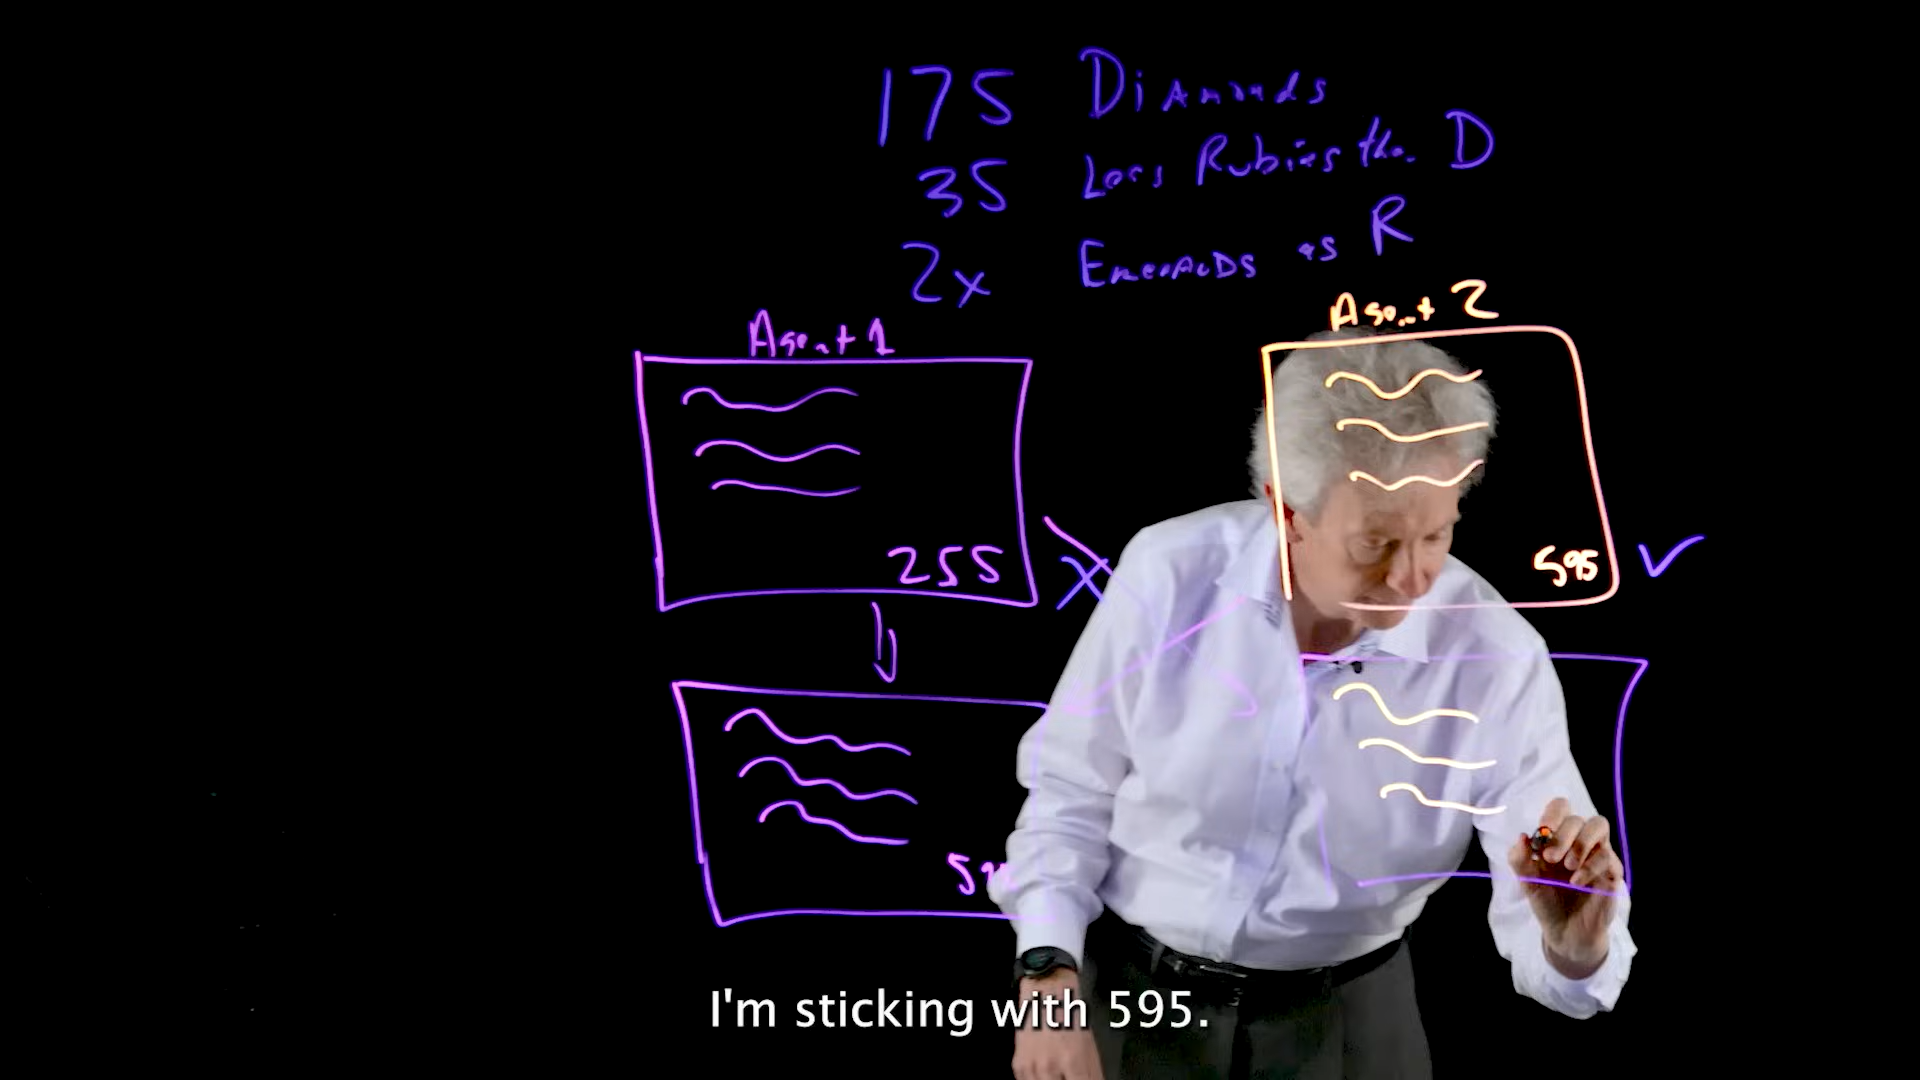 175 Diamonds
35 Less Rubies than D
2x Emeralds as R
Agent 1
Agent 2
255
595
X
I'm sticking with 595.